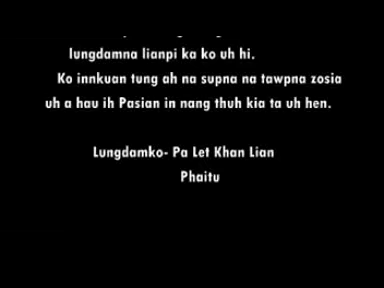 lungdamna lianpi ka ko uh hi.
Ko innkuan tung ah na supna na tawpna zosia
uh a hau ih Pasian in nang thuh kia ta uh hen.
Lungdamko- Pa Let Khan Lian
Phaitu